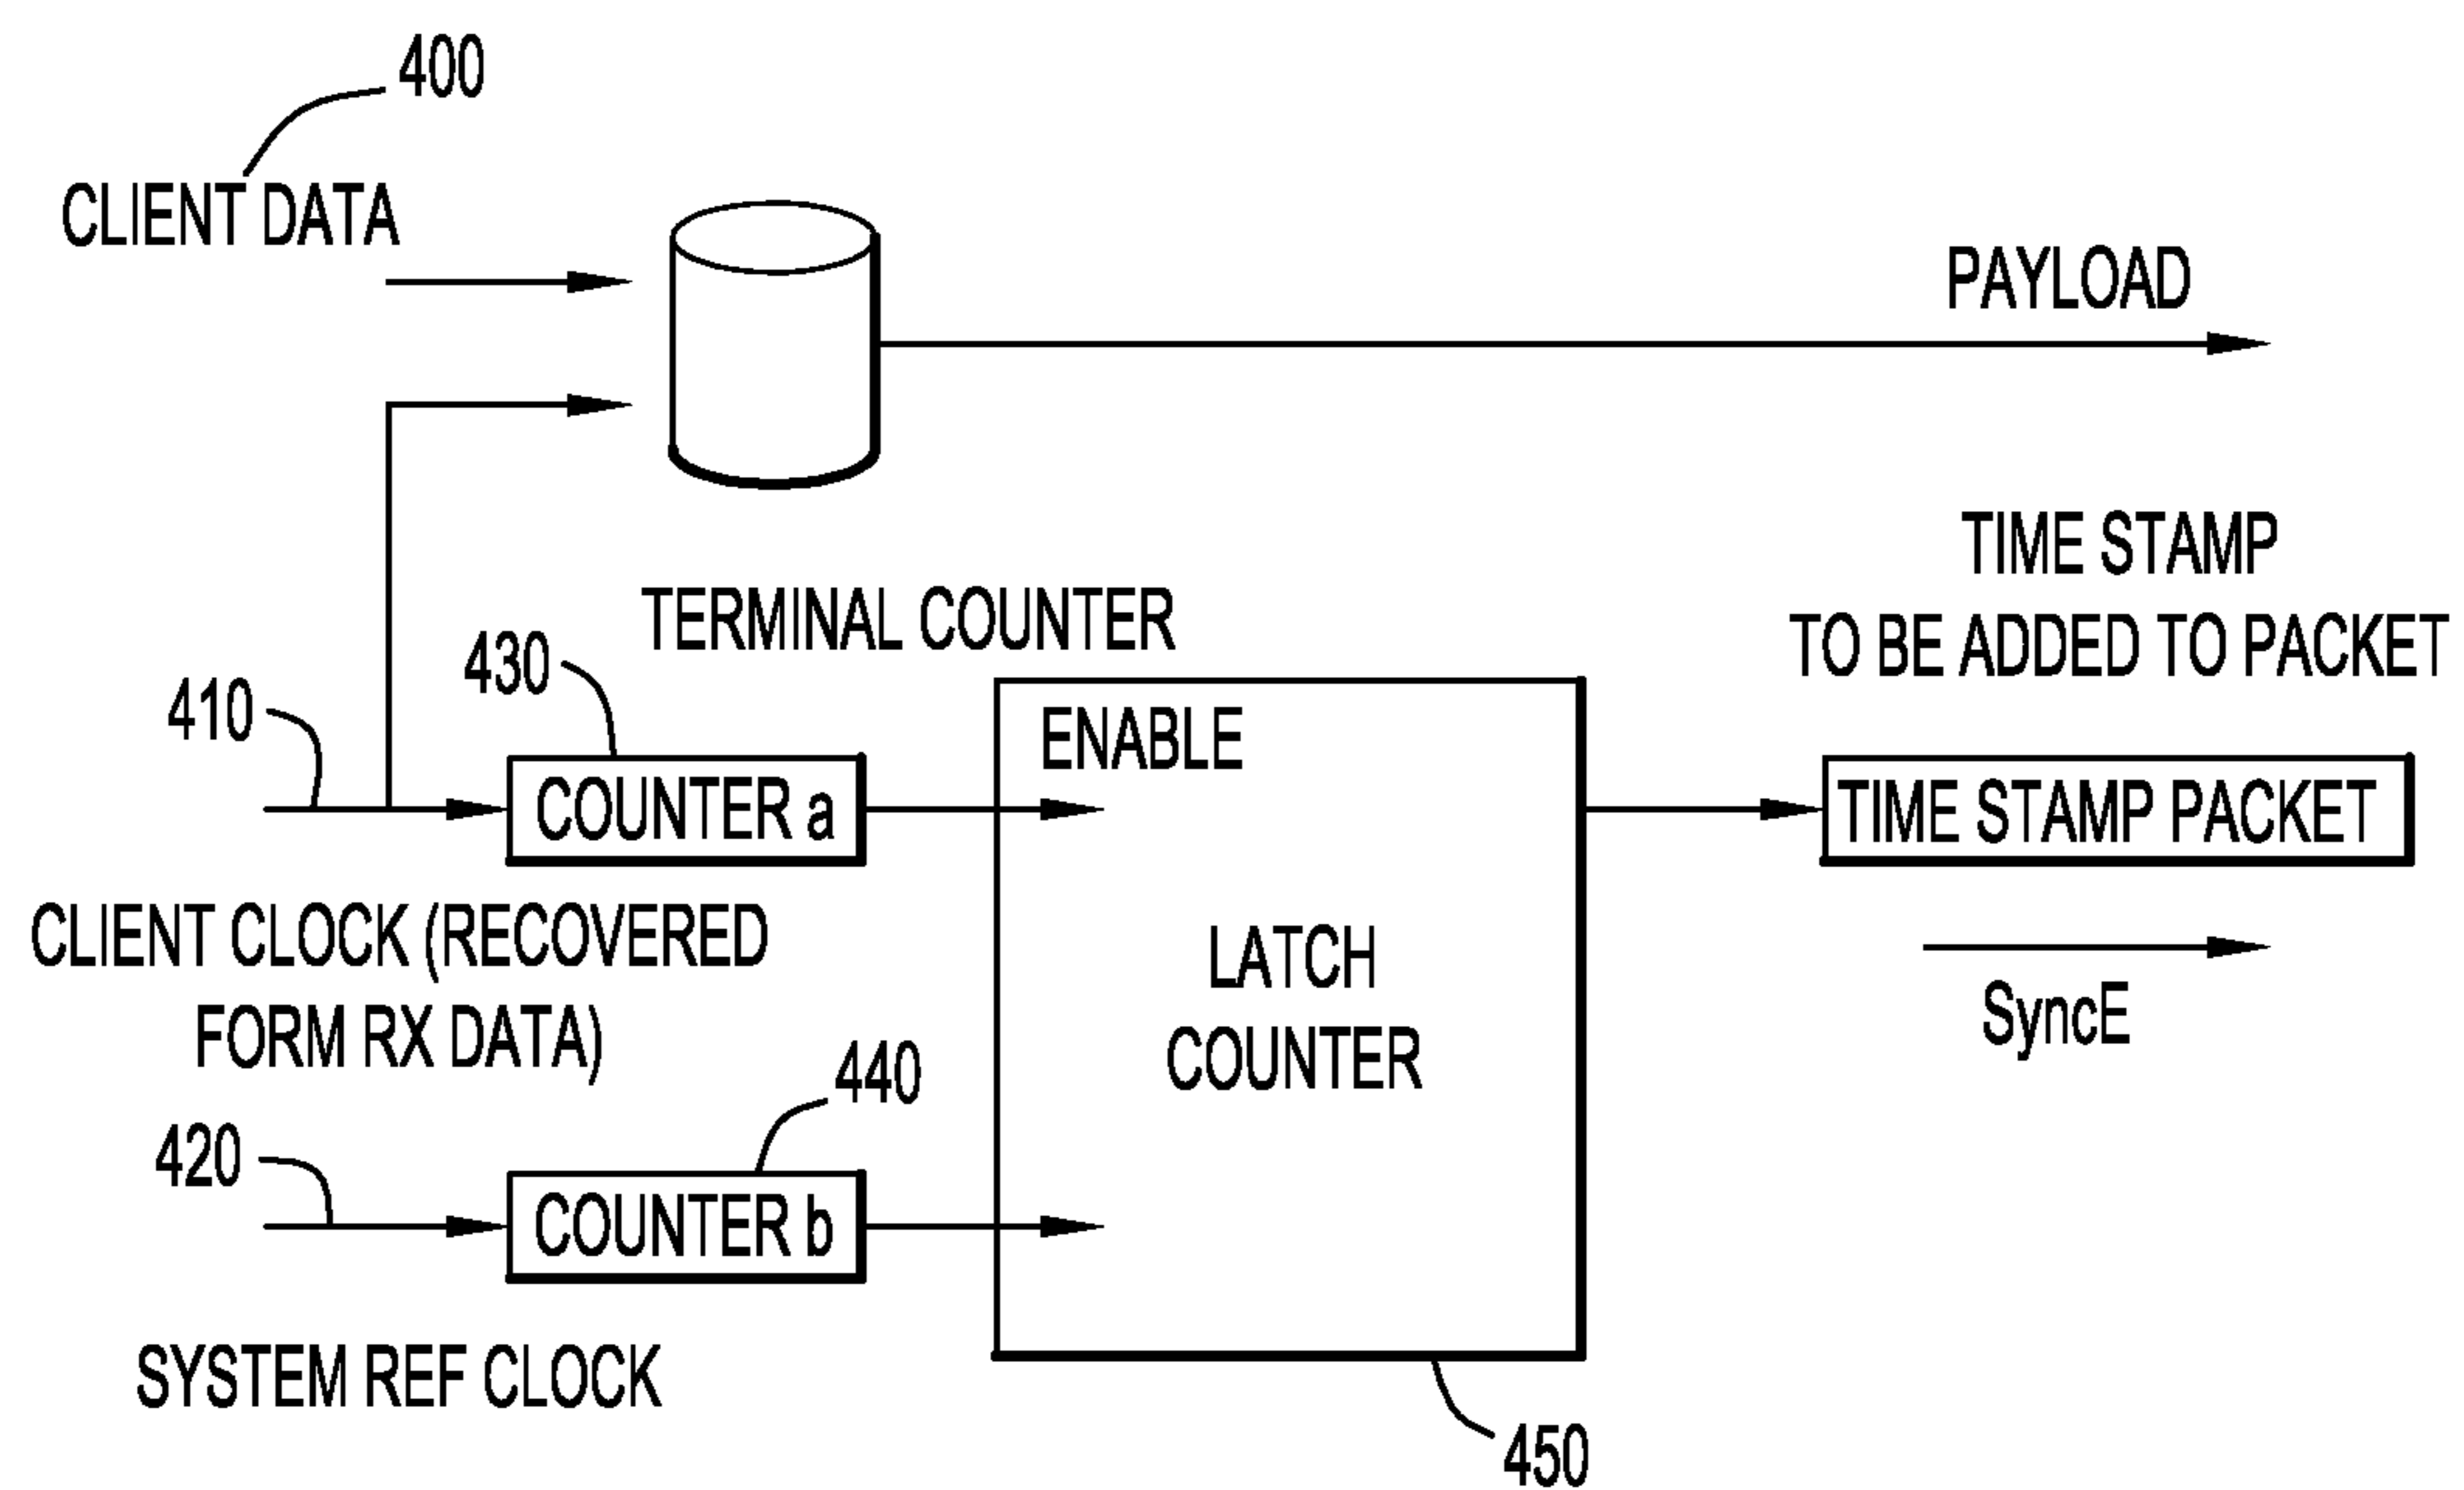 400
CLIENT DATA
PAYLOAD
TIME STAMP
TO BE ADDED TO PACKET
TERMINAL COUNTER
430
410
ENABLE
COUNTER a
TIME STAMP PACKET
CLIENT CLOCK (RECOVERED
FORM RX DATA)
LATCH
COUNTER
SyncE
440
420
COUNTER b
SYSTEM REF CLOCK
450